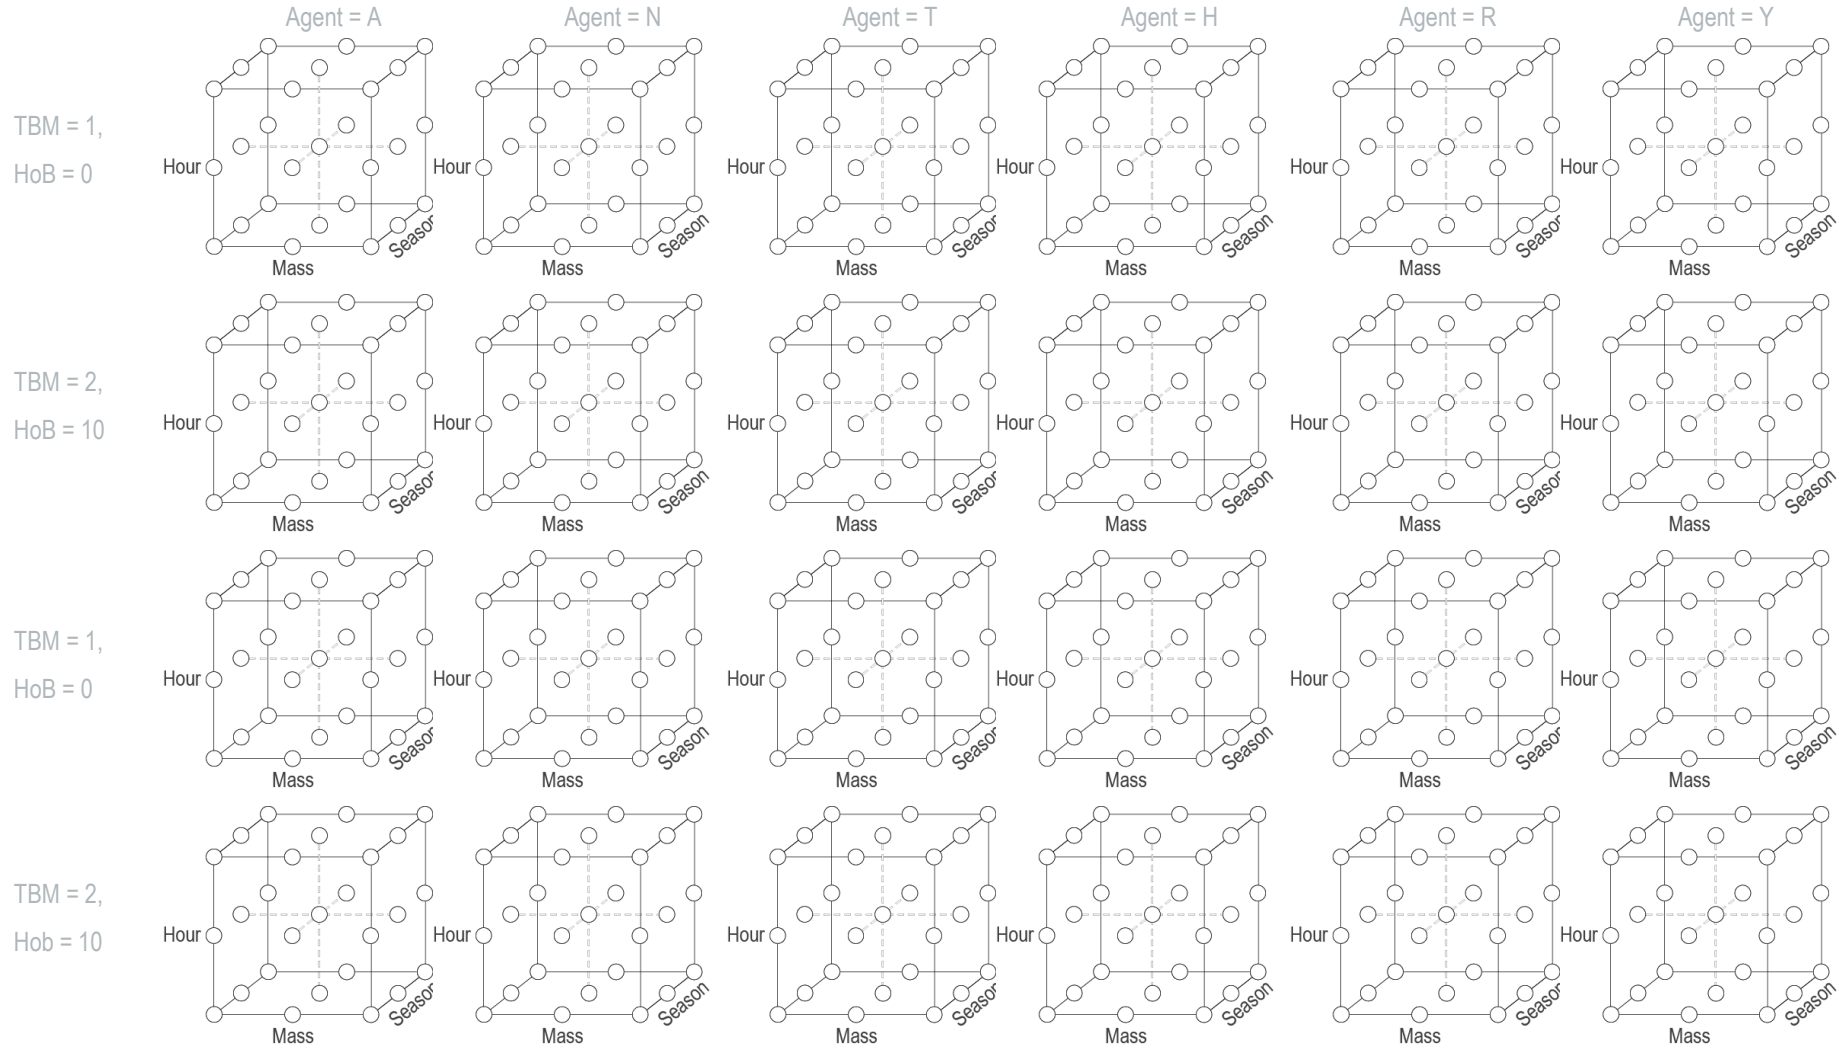 Agent = A Agent = N Agent = T Agent = H Agent = R Agent = Y
TBM = 1,
HoB = 0
Hour Hour Hour Hour Hour Hour
Season Season Season Season Season Season
Mass Mass Mass Mass Mass Mass
TBM = 2,
HoB = 10
Hour Hour Hour Hour Hour Hour
Season Season Season Season Season Season
Mass Mass Mass Mass Mass Mass
TBM = 1,
HoB = 0
Hour Hour Hour Hour Hour Hour
Season Season Season Season Season Season
Mass Mass Mass Mass Mass Mass
TBM = 2,
Hob = 10
Hour Hour Hour Hour Hour Hour
Season Season Season Season Season Season
Mass Mass Mass Mass Mass Mass